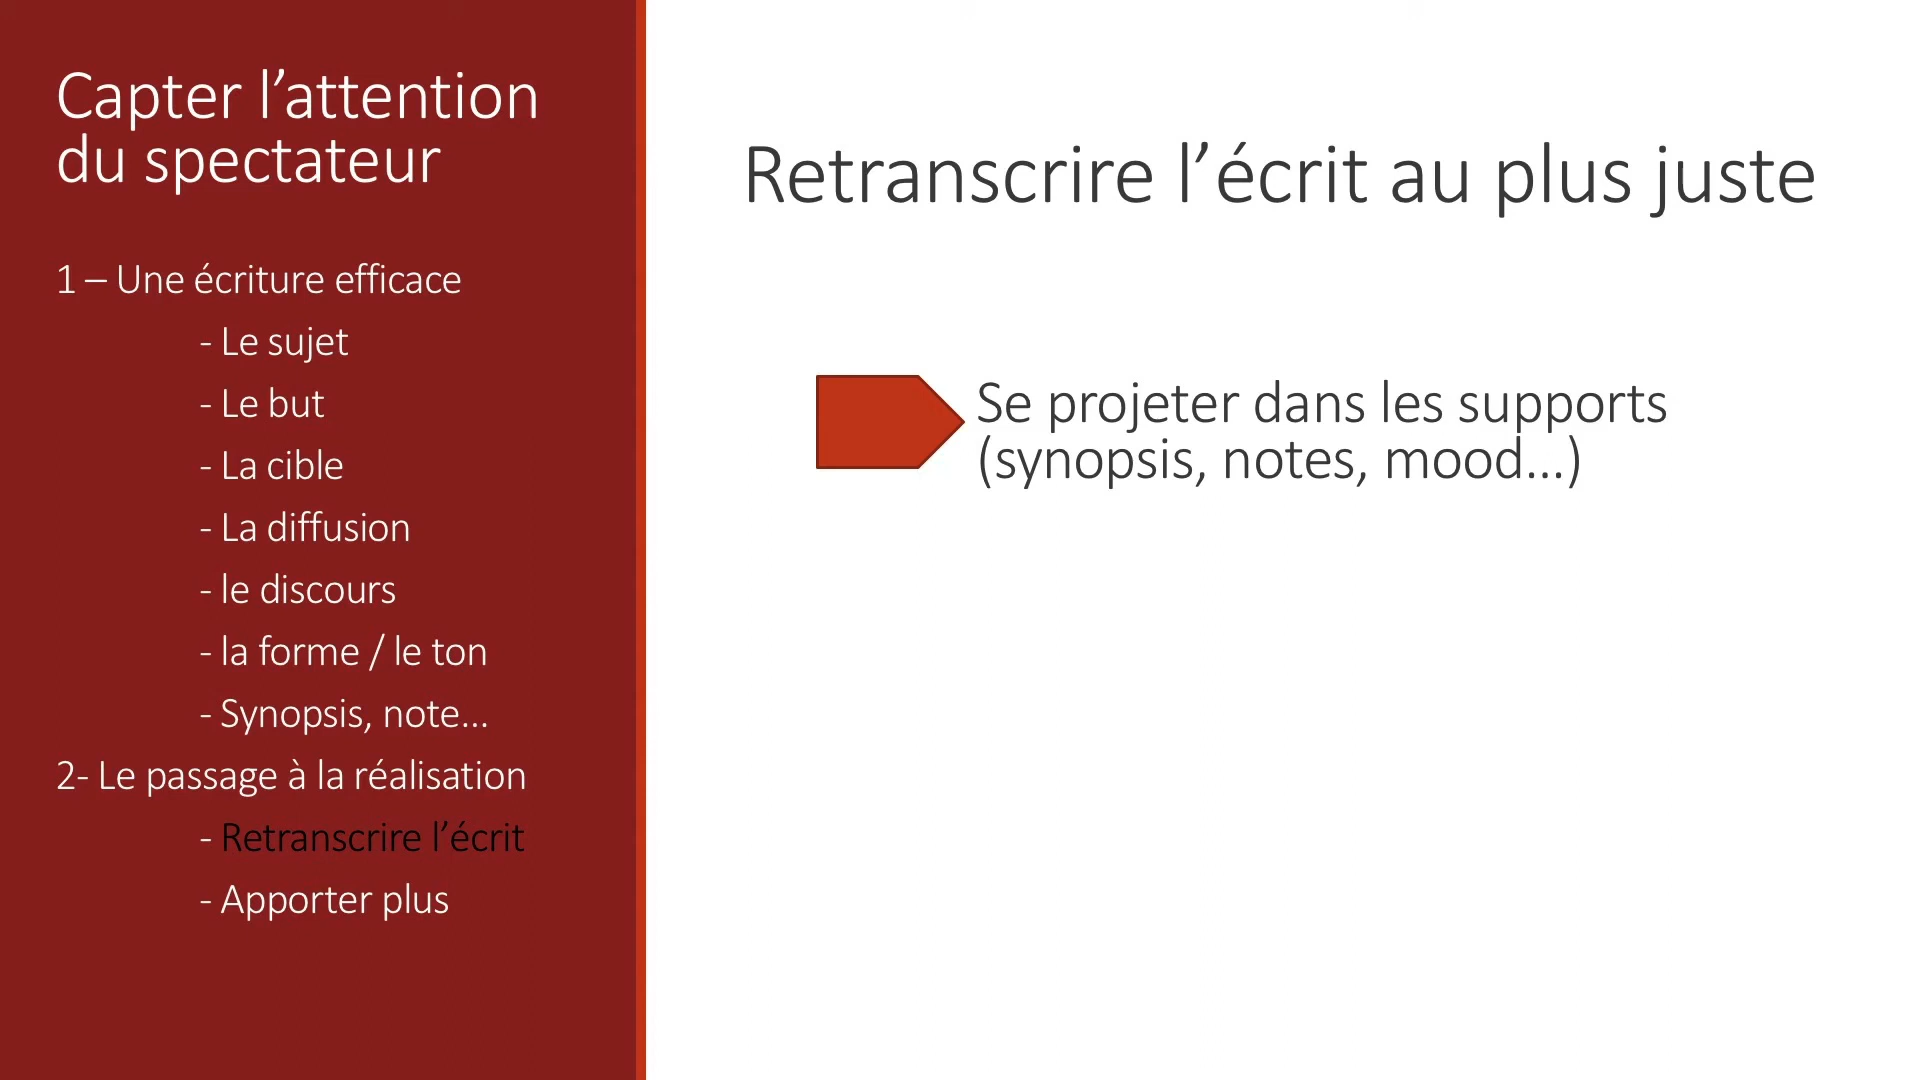 Capter l’attention
du spectateur
1 – Une écriture efficace
- Le sujet
- Le but
- La cible
- La diffusion
- le discours
- la forme / le ton
- Synopsis, note…
2- Le passage à la réalisation
- Retranscrire l’écrit
- Apporter plus
Retranscrire l’écrit au plus juste
Se projeter dans les supports
(synopsis, notes, mood…)